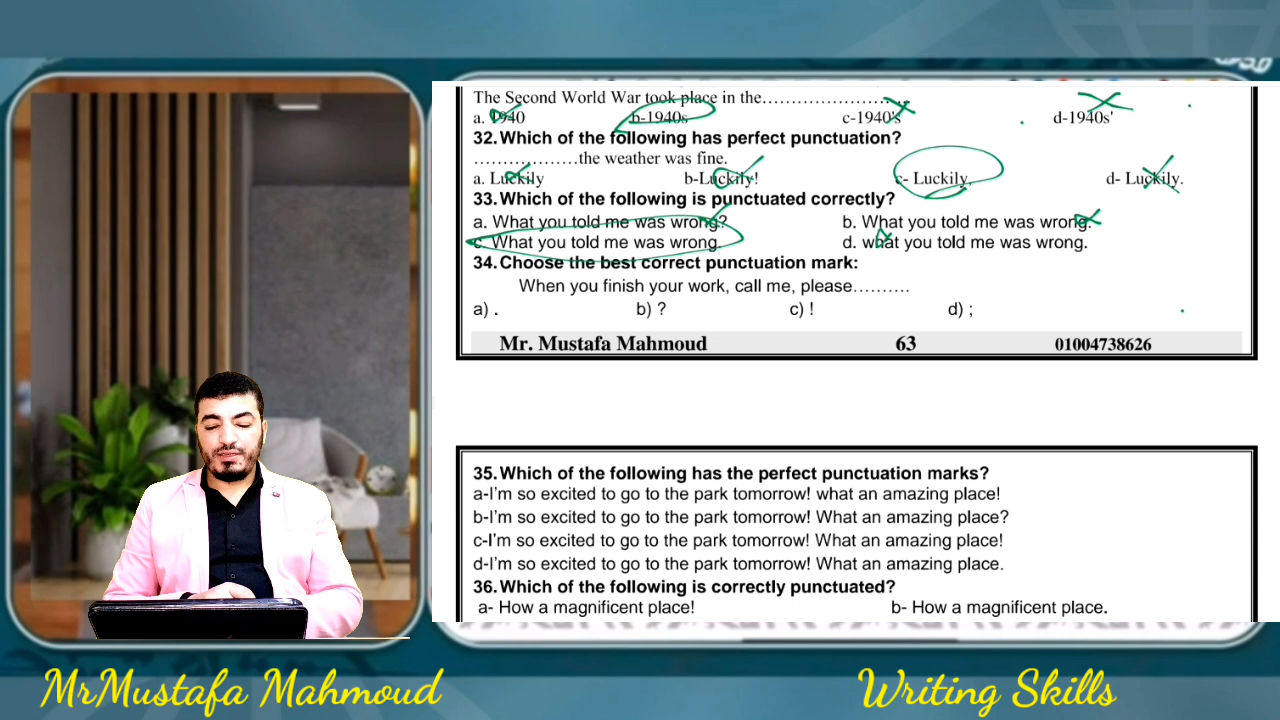 The Second World War took place in the……………………..…
a. 1940 b-1940s c-1940's d-1940s'
32.Which of the following has perfect punctuation?
………………the weather was fine.
a. Luckily b-Luckily! c- Luckily, d- Luckily.
33.Which of the following is punctuated correctly?
a. What you told me was wrong? b. What you told me was wrong!
c. What you told me was wrong. d. what you told me was wrong.
34.Choose the best correct punctuation mark:
When you finish your work, call me, please……….
a) . b) ? c) ! d) ;
Mr. Mustafa Mahmoud 63 01004738626
35.Which of the following has the perfect punctuation marks?
a-I'm so excited to go to the park tomorrow! what an amazing place!
b-I'm so excited to go to the park tomorrow! What an amazing place?
c-I'm so excited to go to the park tomorrow! What an amazing place!
d-I'm so excited to go to the park tomorrow! What an amazing place.
36.Which of the following is correctly punctuated?
a- How a magnificent place! b- How a magnificent place.
MrMustafa Mahmoud
Writing Skills